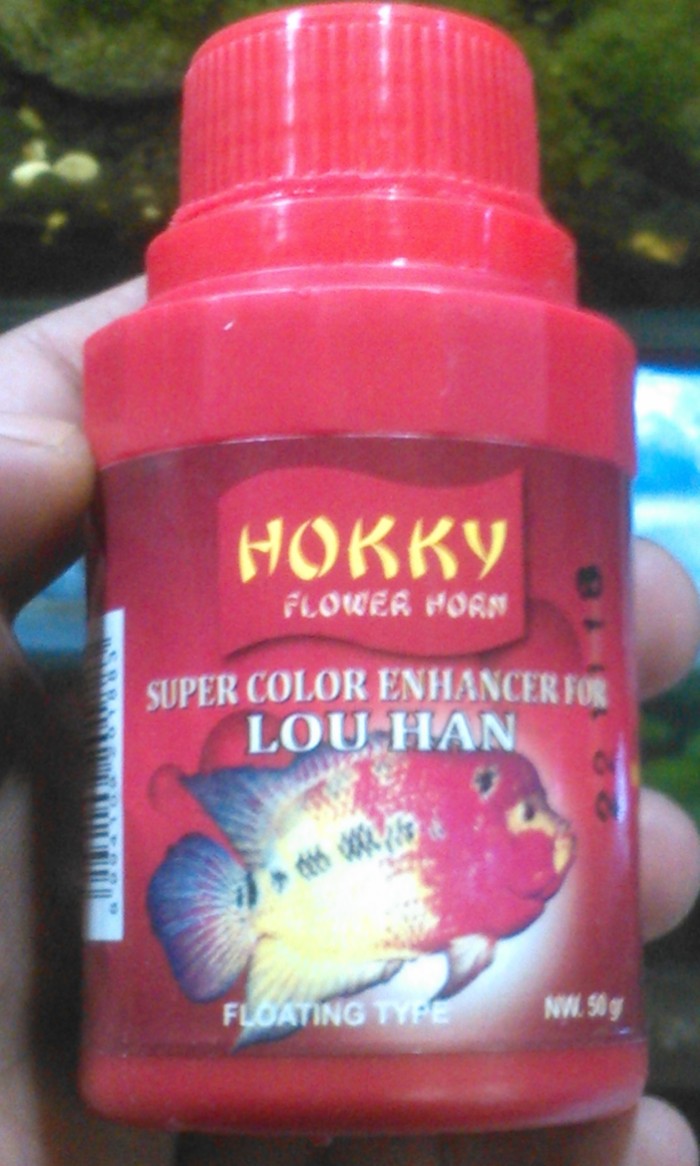 HOKKY
FLOWER HORN
SUPER COLOR ENHANCER FOR
LOU HAN
FLOATING TYPE
NW. 50 gr